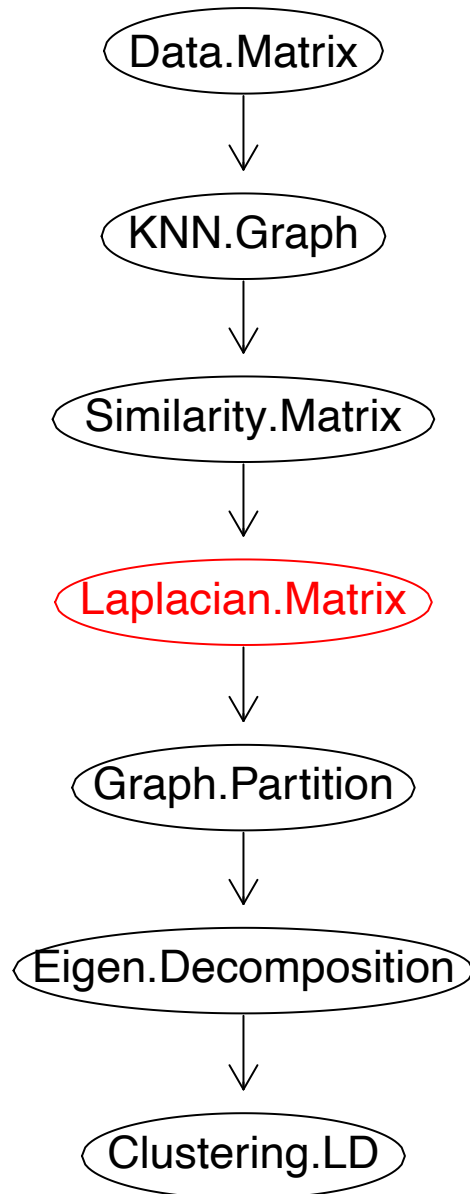 Data.Matrix
KNN.Graph
Similarity.Matrix
Laplacian.Matrix
Graph.Partition
Eigen.Decomposition
Clustering.LD